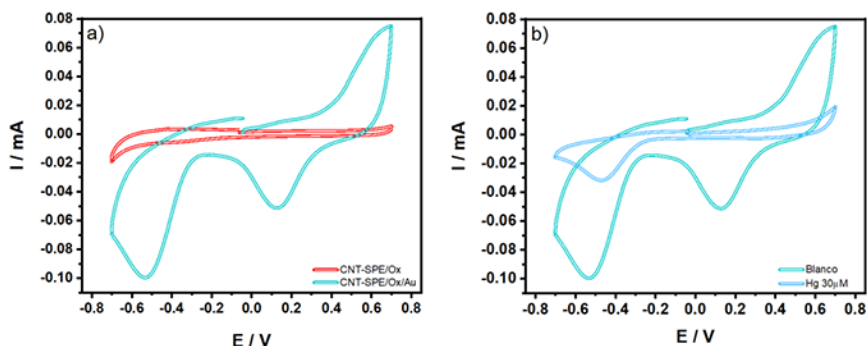 a)
0.08
0.06
0.04
0.02
0.00
-0.02
-0.04
-0.06
-0.08
-0.10
I / mA
-0.8 -0.6 -0.4 -0.2 0.0 0.2 0.4 0.6 0.8
E / V
CNT-SPE/Ox
CNT-SPE/Ox/Au
b)
0.08
0.06
0.04
0.02
0.00
-0.02
-0.04
-0.06
-0.08
-0.10
I / mA
-0.8 -0.6 -0.4 -0.2 0.0 0.2 0.4 0.6 0.8
E / V
Blanco
Hg 30μM